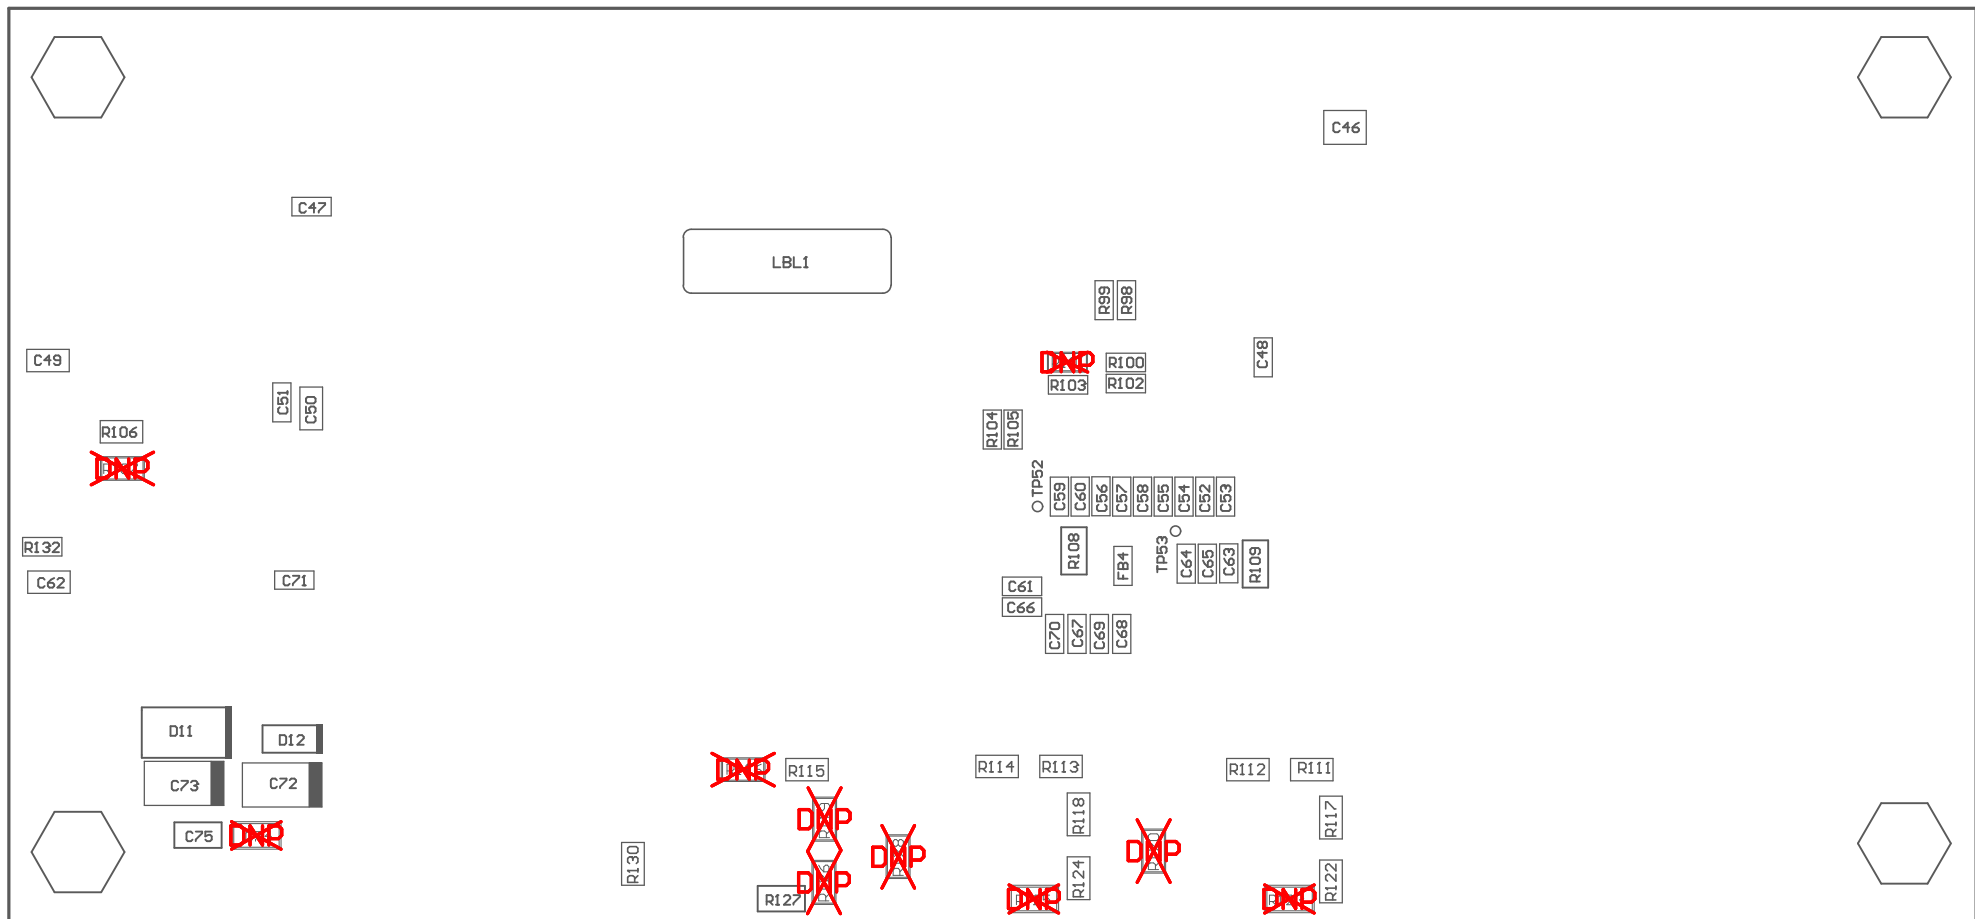 C46
C47
LBL1
R99
R98
C49
DNP
R100
C48
R103
R102
C51
C50
R104
R105
R106
DNP
TP52
C59
C60
C56
C57
C58
C55
C54
C52
C53
R132
R108
FB4
TP53
C64
C65
C63
R109
C62
C71
C61
C66
C70
C67
C69
C68
D11
D12
C73
C72
DNP
R115
R114
R113
R112
R111
DNP
R118
R117
C75
DNP
DNP
DNP
R130
DNP
R124
R122
R127
DNP
DNP